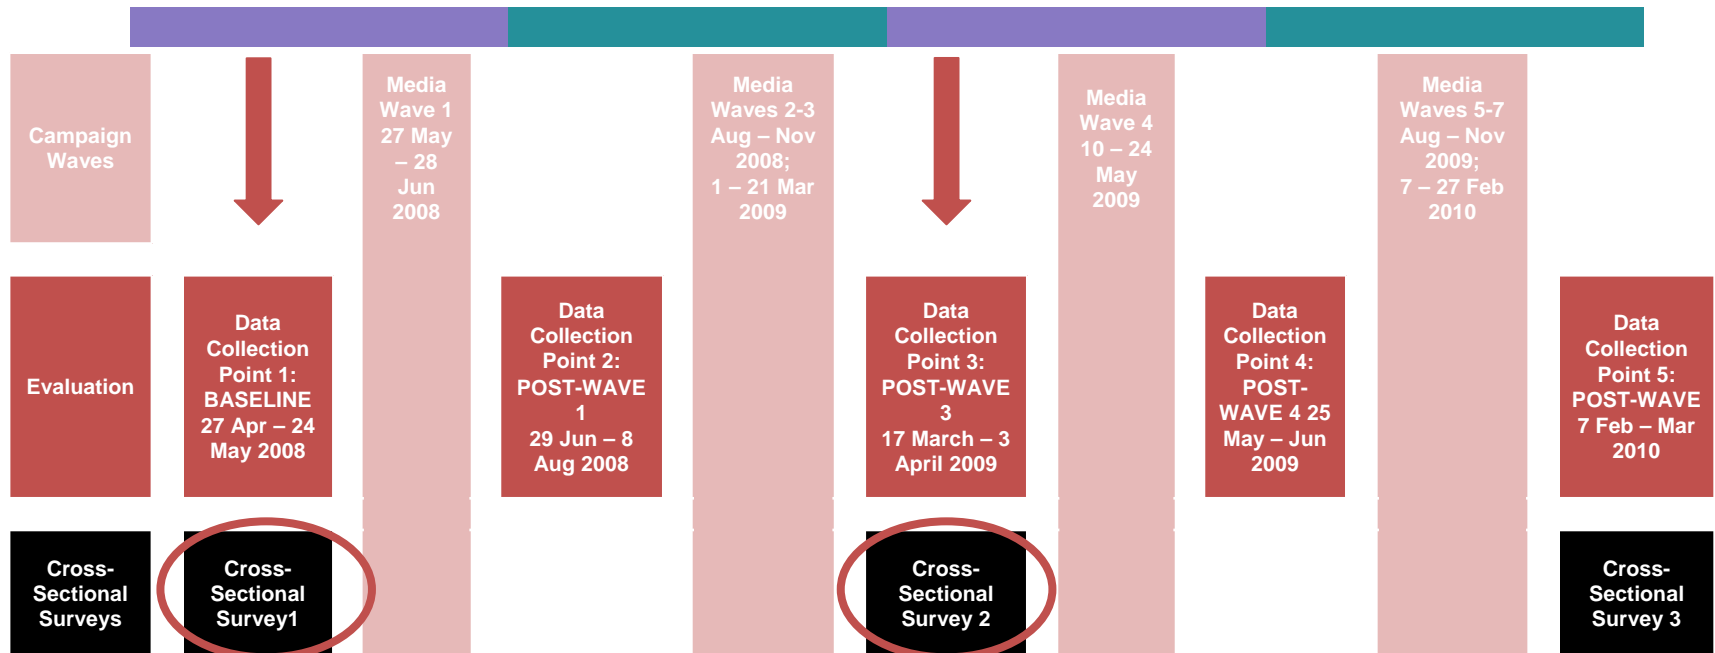 Campaign
Waves
Media
Wave 1
27 May
– 28
Jun
2008
Media
Waves 2-3
Aug – Nov
2008;
1 – 21 Mar
2009
Media
Wave 4
10 – 24
May
2009
Media
Waves 5-7
Aug – Nov
2009;
7 – 27 Feb
2010
Evaluation
Data
Collection
Point 1:
BASELINE
27 Apr – 24
May 2008
Data
Collection
Point 2:
POST-WAVE
1
29 Jun – 8
Aug 2008
Data
Collection
Point 3:
POST-WAVE
3
17 March – 3
April 2009
Data
Collection
Point 4:
POST-
WAVE 4 25
May – Jun
2009
Data
Collection
Point 5:
POST-WAVE
7 Feb – Mar
2010
Cross-
Sectional
Surveys
Cross-
Sectional
Survey1
Cross-
Sectional
Survey 2
Cross-
Sectional
Survey 3